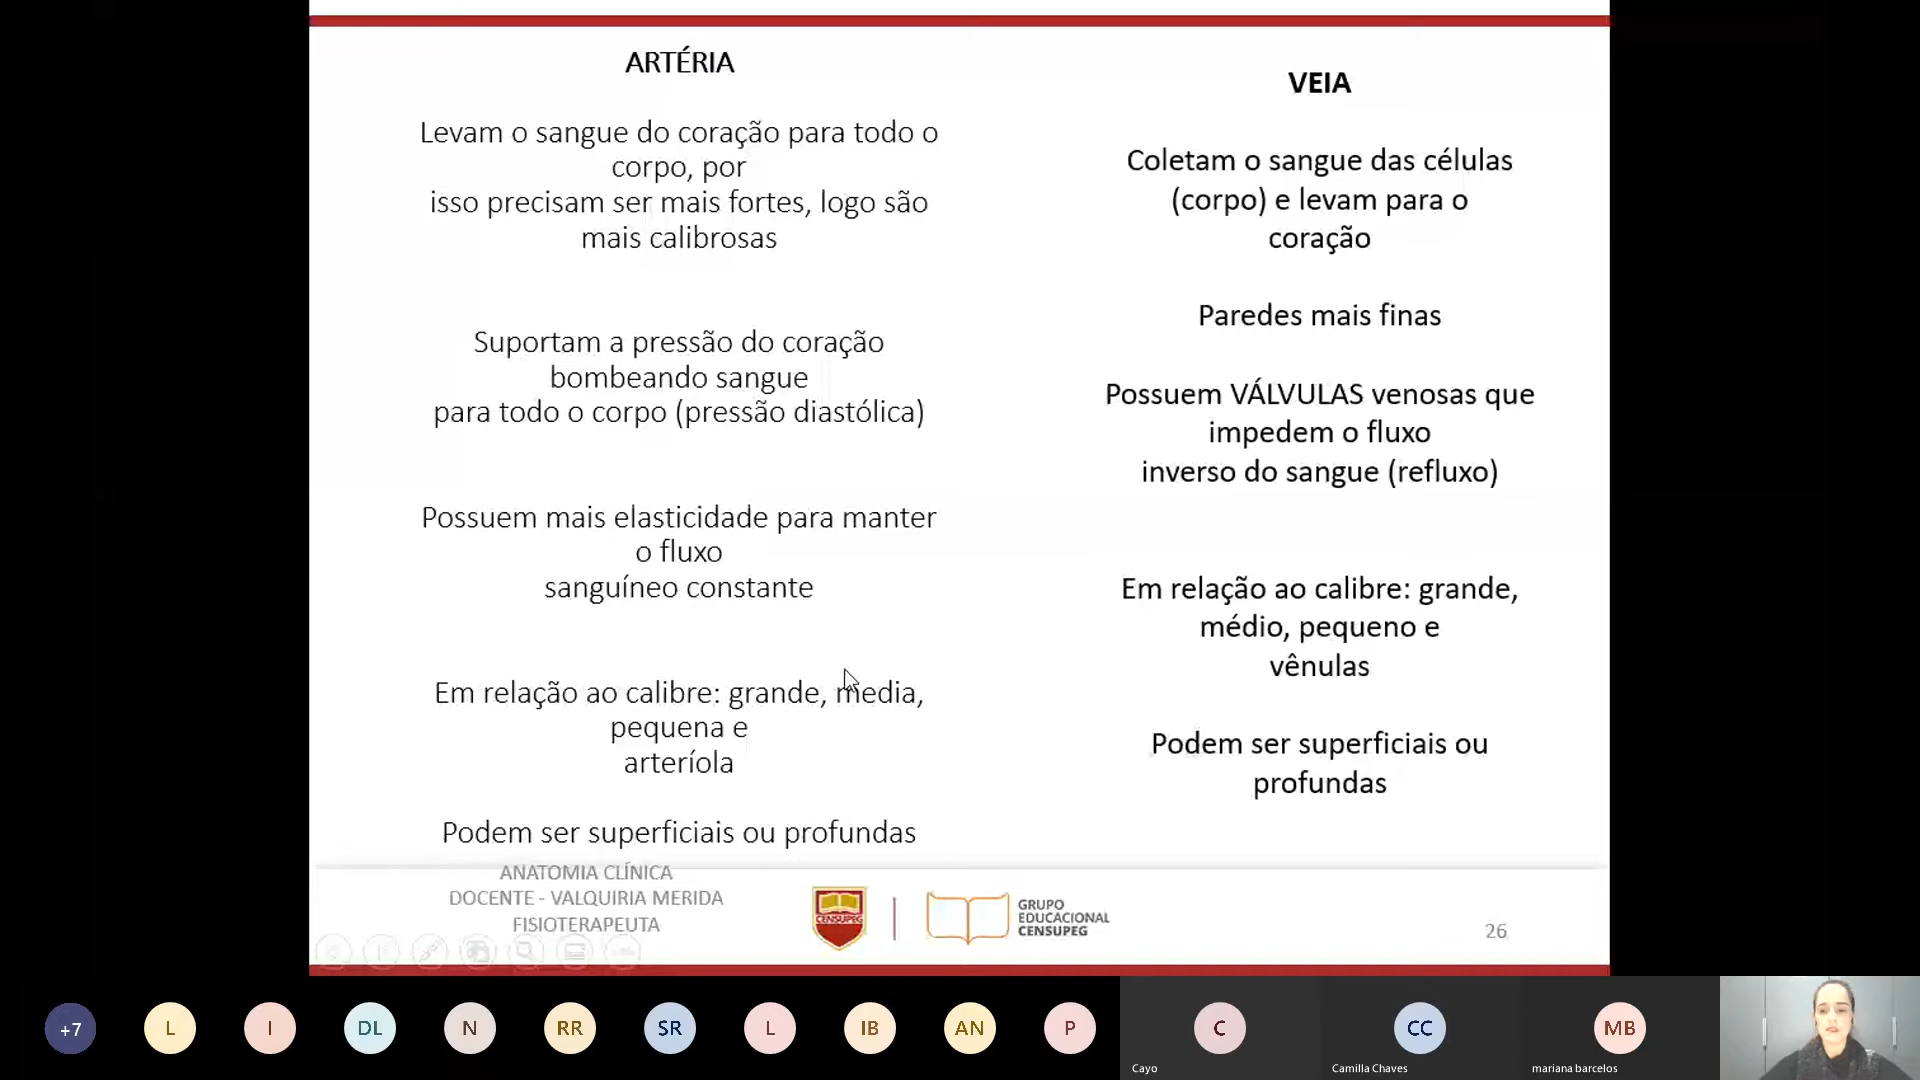 ARTÉRIA
Levam o sangue do coração para todo o
corpo, por
isso precisam ser mais fortes, logo são
mais calibrosas
Suportam a pressão do coração
bombeando sangue
para todo o corpo (pressão diastólica)
Possuem mais elasticidade para manter
o fluxo
sanguíneo constante
Em relação ao calibre: grande, media,
pequena e
arteríola
Podem ser superficiais ou profundas
VEIA
Coletam o sangue das células
(corpo) e levam para o
coração
Paredes mais finas
Possuem VÁLVULAS venosas que
impedem o fluxo
inverso do sangue (refluxo)
Em relação ao calibre: grande,
médio, pequeno e
vênulas
Podem ser superficiais ou
profundas
ANATOMIA CLÍNICA
DOCENTE - VALQUIRIA MERIDA
FISIOTERAPEUTA
CENSUPEG
GRUPO
EDUCACIONAL
CENSUPEG
26
+7
L
I
DL
N
RR
SR
L
IB
AN
P
C
CC
MB
Cayo
Camilla Chaves
mariana barcelos